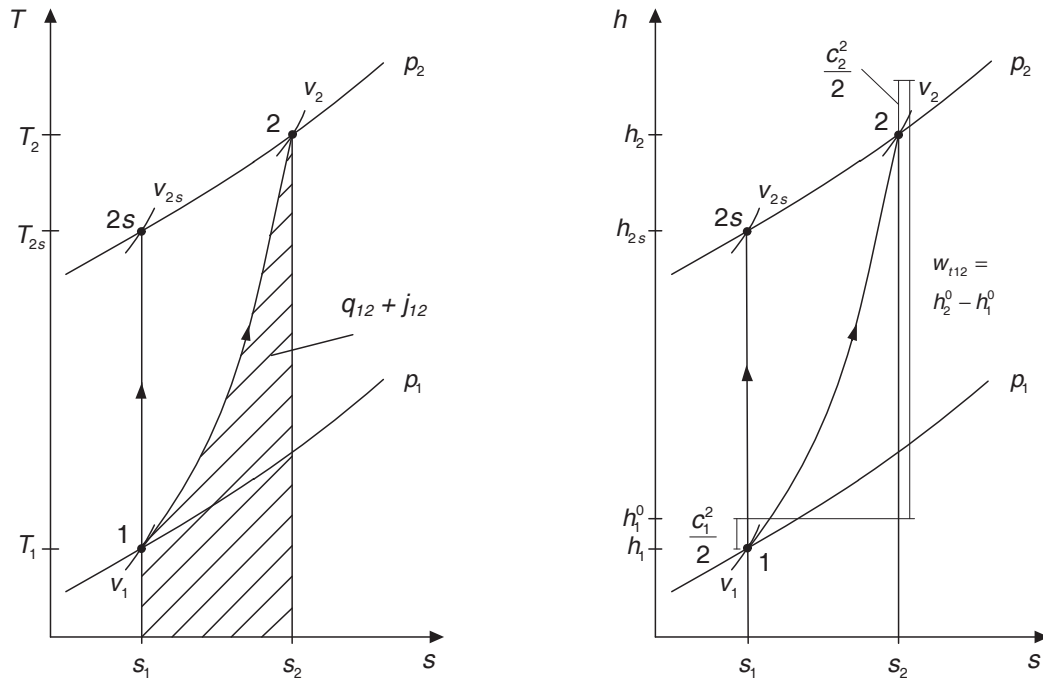 T
p₂
v₂
2
T₂
v₂ₛ
2s
T₂ₛ
q₁₂ + j₁₂
p₁
1
T₁
v₁
s₁
s₂
s
h
c₂²/2
p₂
v₂
2
h₂
v₂ₛ
2s
h₂ₛ
wₜ₁₂ =
h₂⁰ – h₁⁰
p₁
h₁⁰
c₁²/2
h₁
1
v₁
s₁
s₂
s